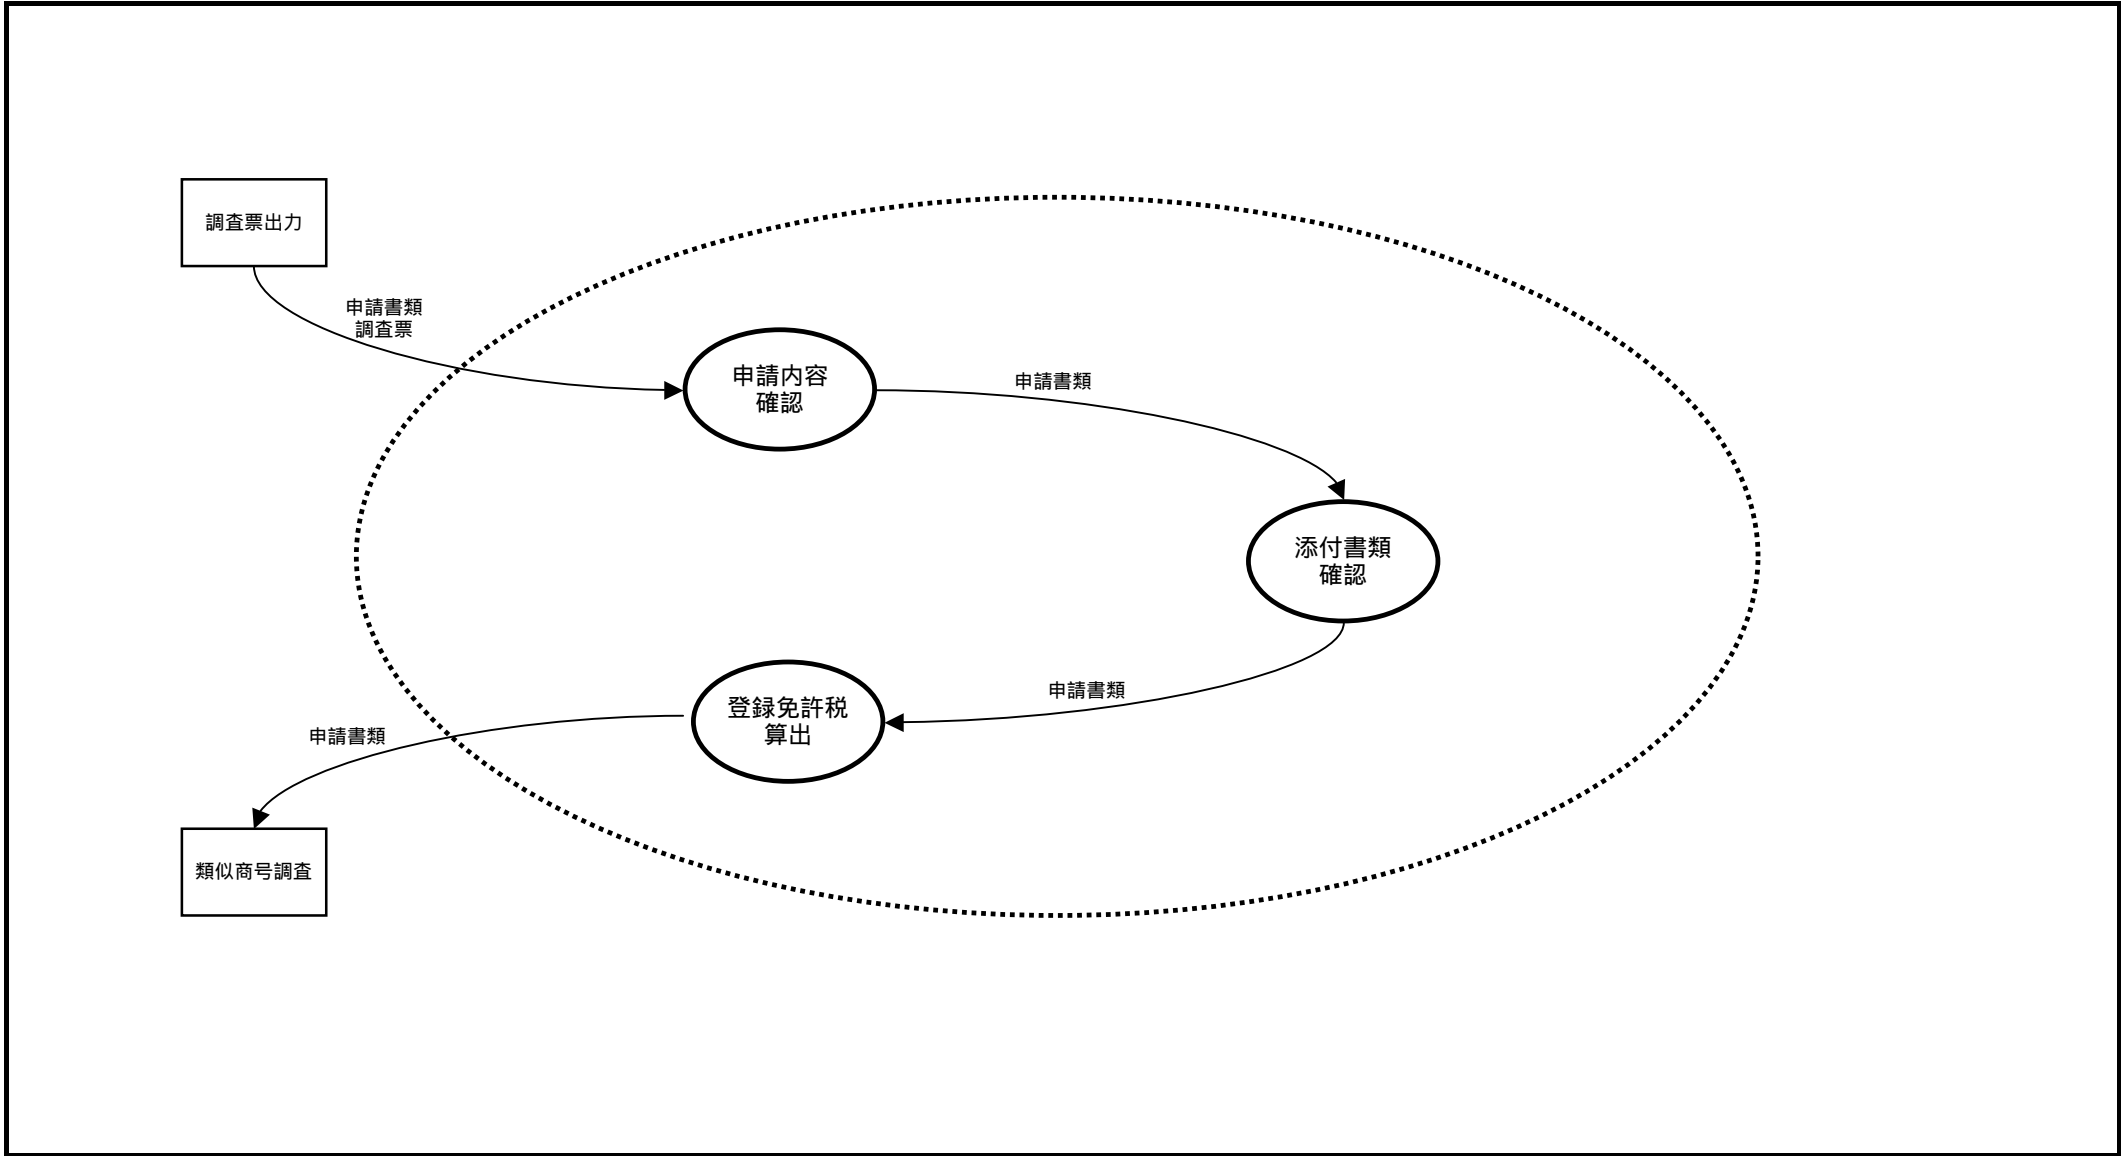 調査票出力
申請書類
調査票
申請内容
確認
申請書類
添付書類
確認
申請書類
登録免許税
算出
申請書類
類似商号調査